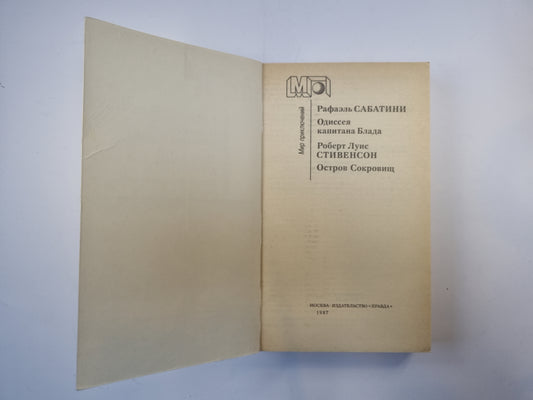 МП
Мир приключений
Рафаэль САБАТИНИ
Одиссея
капитана Блада
Роберт Луис
СТИВЕНСОН
Остров Сокровищ
МОСКВА · ИЗДАТЕЛЬСТВО «ПРАВДА»
1987